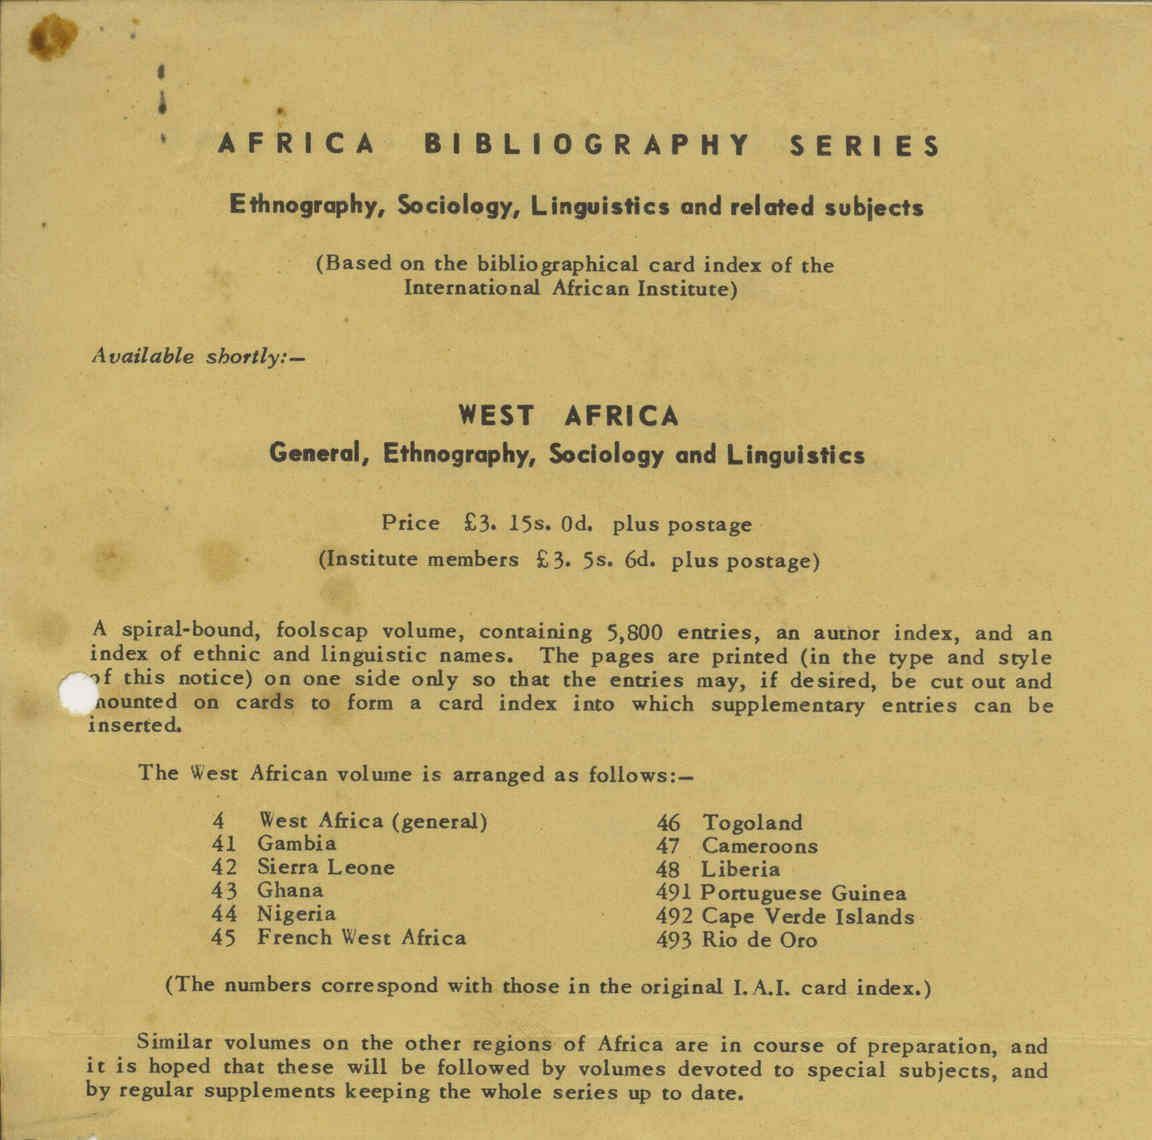 AFRICA BIBLIOGRAPHY SERIES
Ethnography, Sociology, Linguistics and related subjects
(Based on the bibliographical card index of the
International African Institute)
Available shortly:—
WEST AFRICA
General, Ethnography, Sociology and Linguistics
Price £3. 15s. 0d. plus postage
(Institute members £3. 5s. 6d. plus postage)
A spiral-bound, foolscap volume, containing 5,800 entries, an author index, and an
index of ethnic and linguistic names. The pages are printed (in the type and style
of this notice) on one side only so that the entries may, if desired, be cut out and
mounted on cards to form a card index into which supplementary entries can be
inserted.
The West African volume is arranged as follows:—
4 West Africa (general)
41 Gambia
42 Sierra Leone
43 Ghana
44 Nigeria
45 French West Africa
46 Togoland
47 Cameroons
48 Liberia
491 Portuguese Guinea
492 Cape Verde Islands
493 Rio de Oro
(The numbers correspond with those in the original I.A.I. card index.)
Similar volumes on the other regions of Africa are in course of preparation, and
it is hoped that these will be followed by volumes devoted to special subjects, and
by regular supplements keeping the whole series up to date.